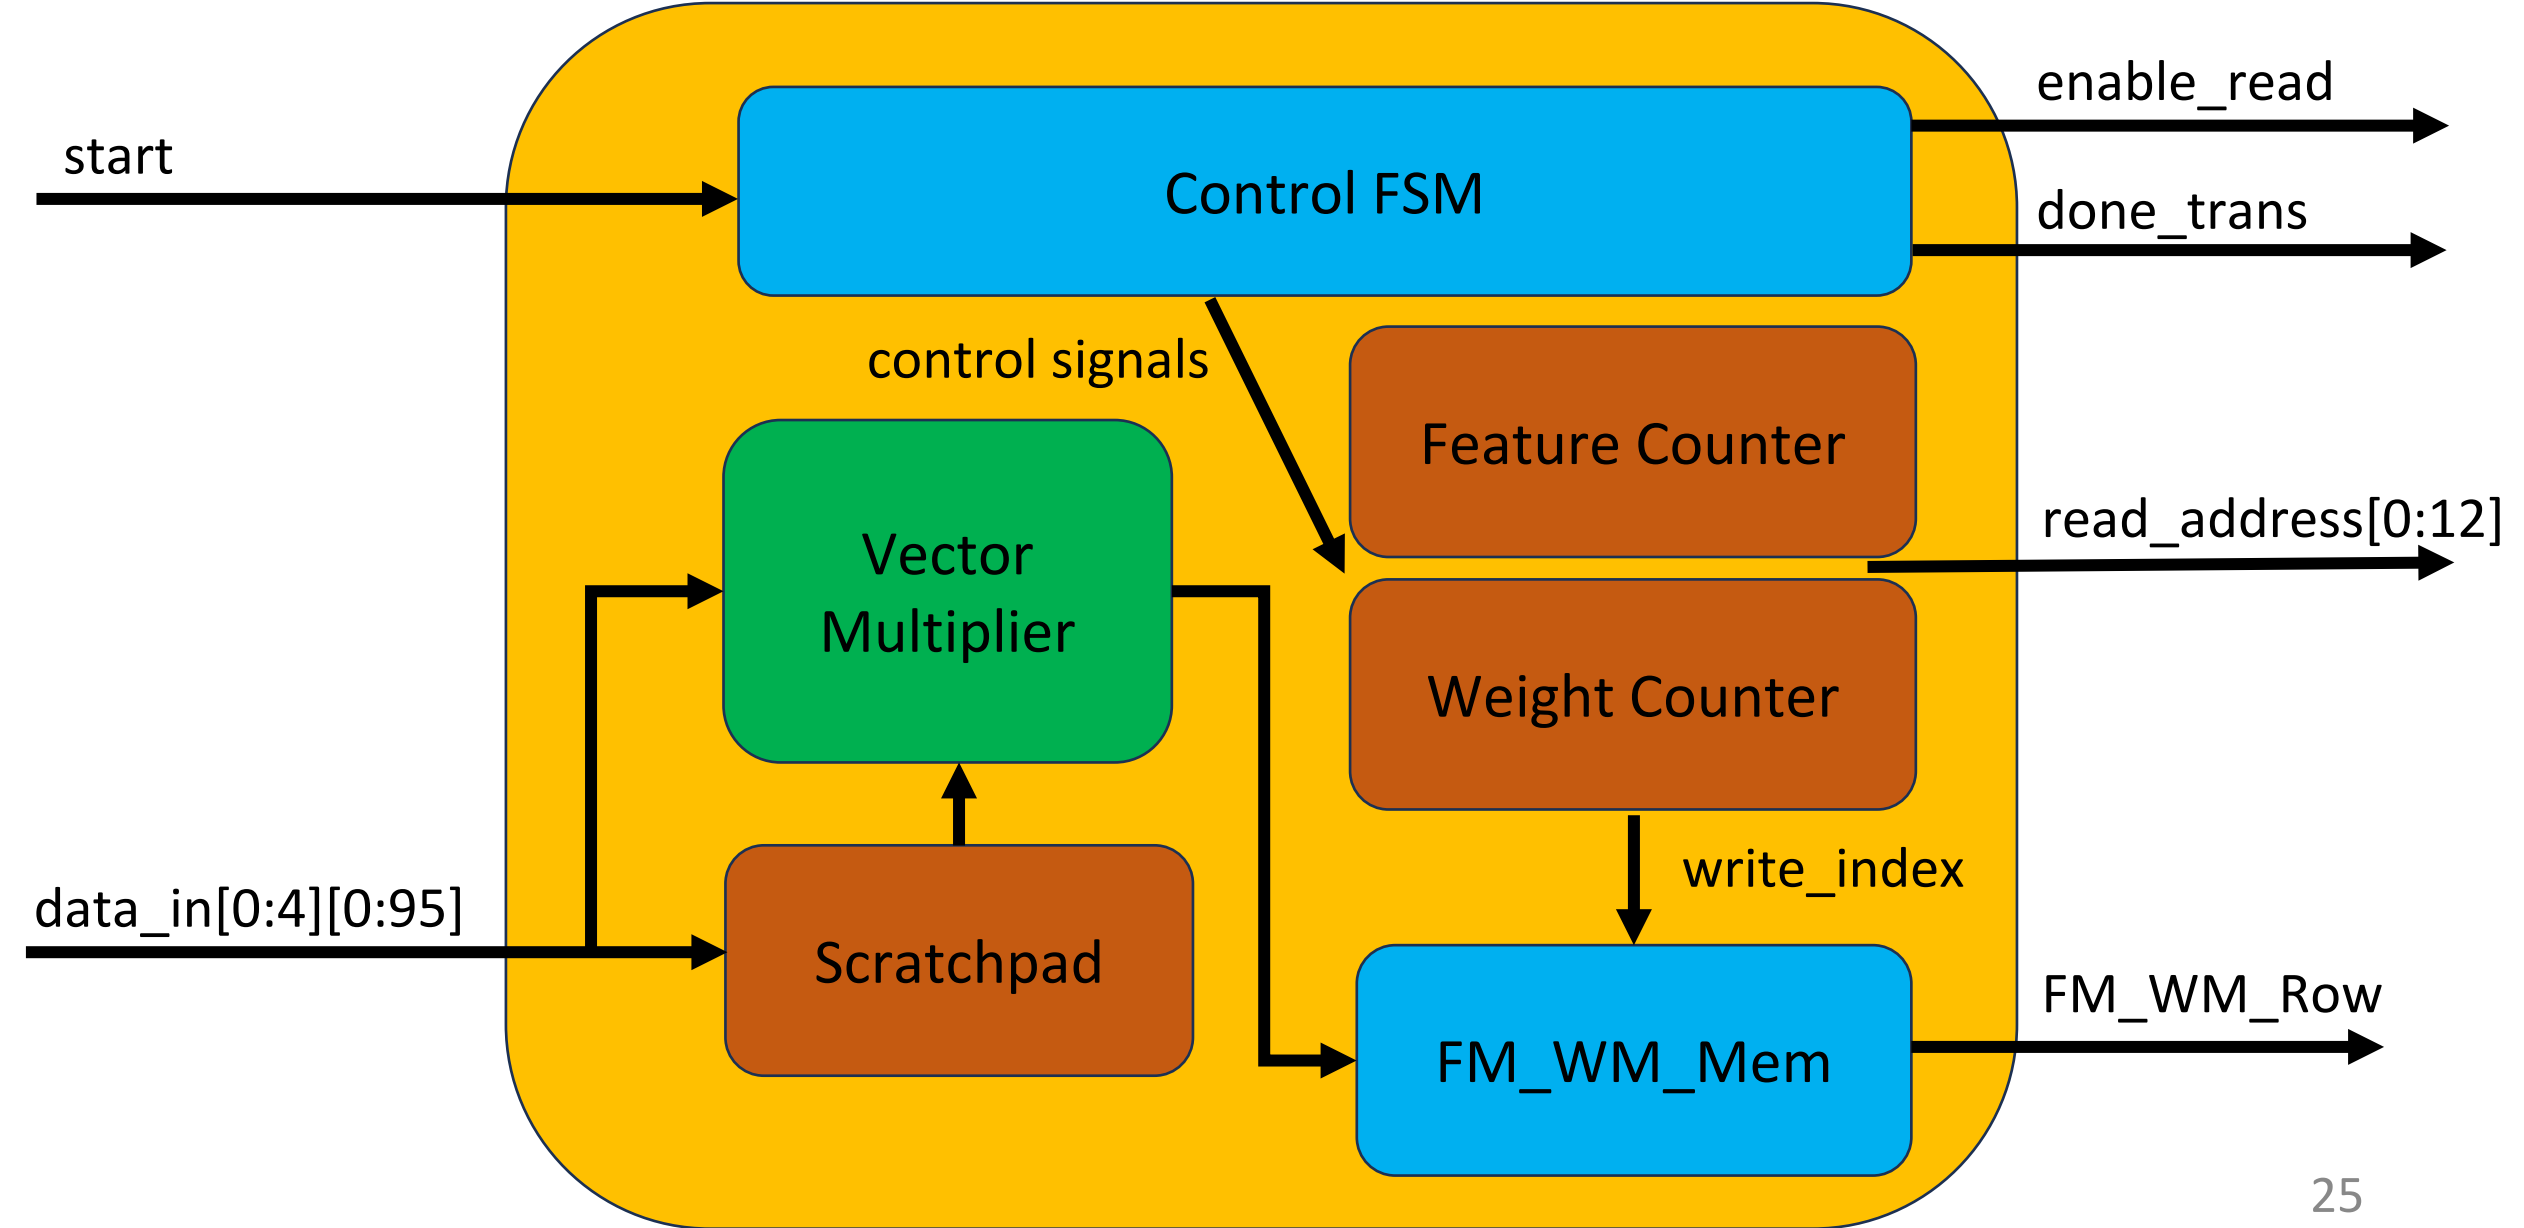 enable_read
start
Control FSM
done_trans
control signals
Feature Counter
Vector
Multiplier
read_address[0:12]
Weight Counter
write_index
data_in[0:4][0:95]
Scratchpad
FM_WM_Mem
FM_WM_Row
25